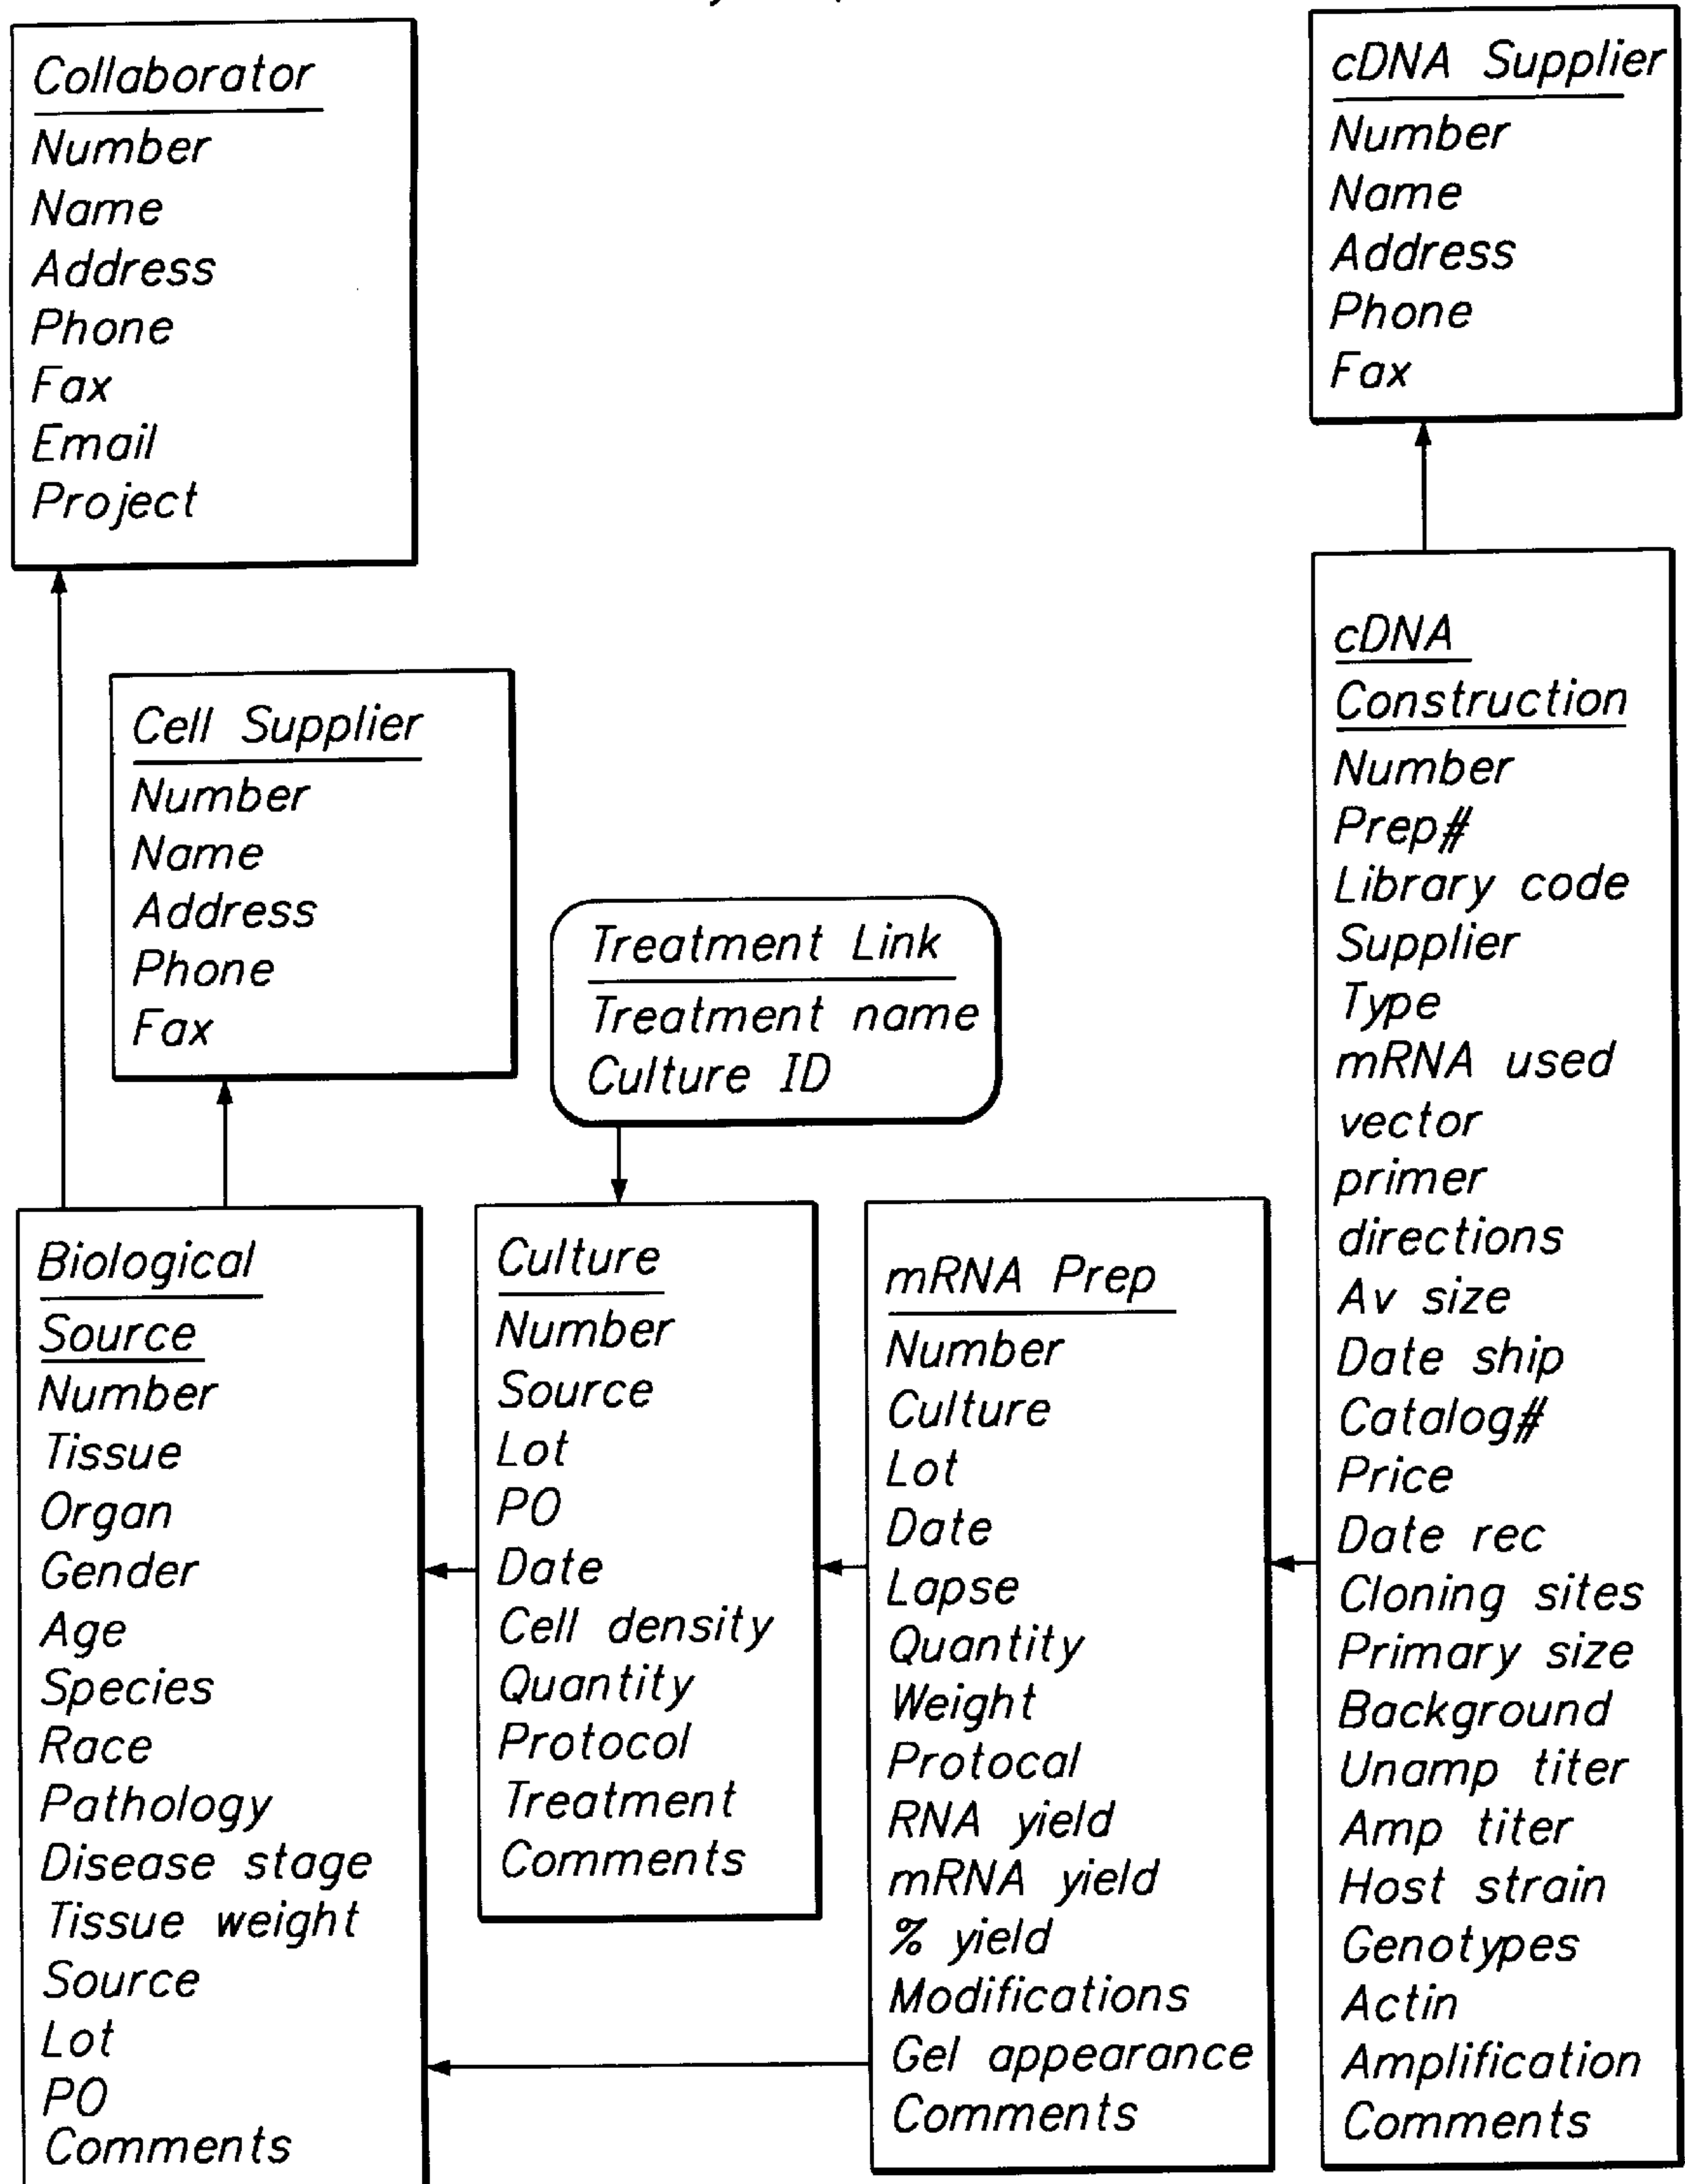 Collaborator
Number
Name
Address
Phone
Fax
Email
Project
cDNA Supplier
Number
Name
Address
Phone
Fax
Cell Supplier
Number
Name
Address
Phone
Fax
Treatment Link
Treatment name
Culture ID
Biological
Source
Number
Tissue
Organ
Gender
Age
Species
Race
Pathology
Disease stage
Tissue weight
Source
Lot
PO
Comments
Culture
Number
Source
Lot
PO
Date
Cell density
Quantity
Protocol
Treatment
Comments
mRNA Prep
Number
Culture
Lot
Date
Lapse
Quantity
Weight
Protocal
RNA yield
mRNA yield
% yield
Modifications
Gel appearance
Comments
cDNA
Construction
Number
Prep#
Library code
Supplier
Type
mRNA used
vector
primer
directions
Av size
Date ship
Catalog#
Price
Date rec
Cloning sites
Primary size
Background
Unamp titer
Amp titer
Host strain
Genotypes
Actin
Amplification
Comments